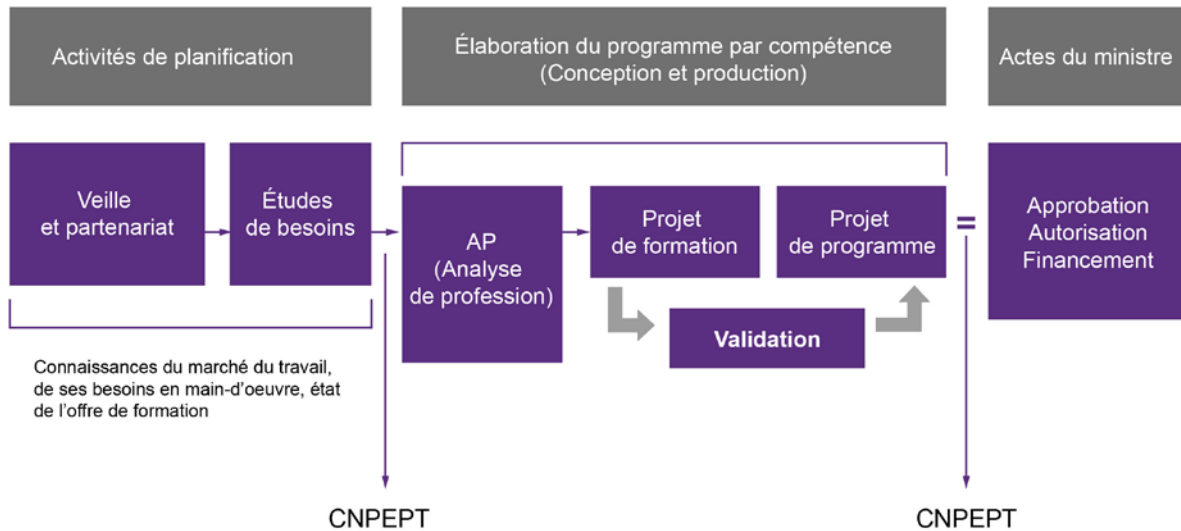 Activités de planification
Élaboration du programme par compétence
(Conception et production)
Actes du ministre
Veille
et partenariat
Études
de besoins
AP
(Analyse
de profession)
Projet
de formation
Projet
de programme
=
Approbation
Autorisation
Financement
Validation
Connaissances du marché du travail,
de ses besoins en main-d'oeuvre, état
de l'offre de formation
CNPEPT
CNPEPT